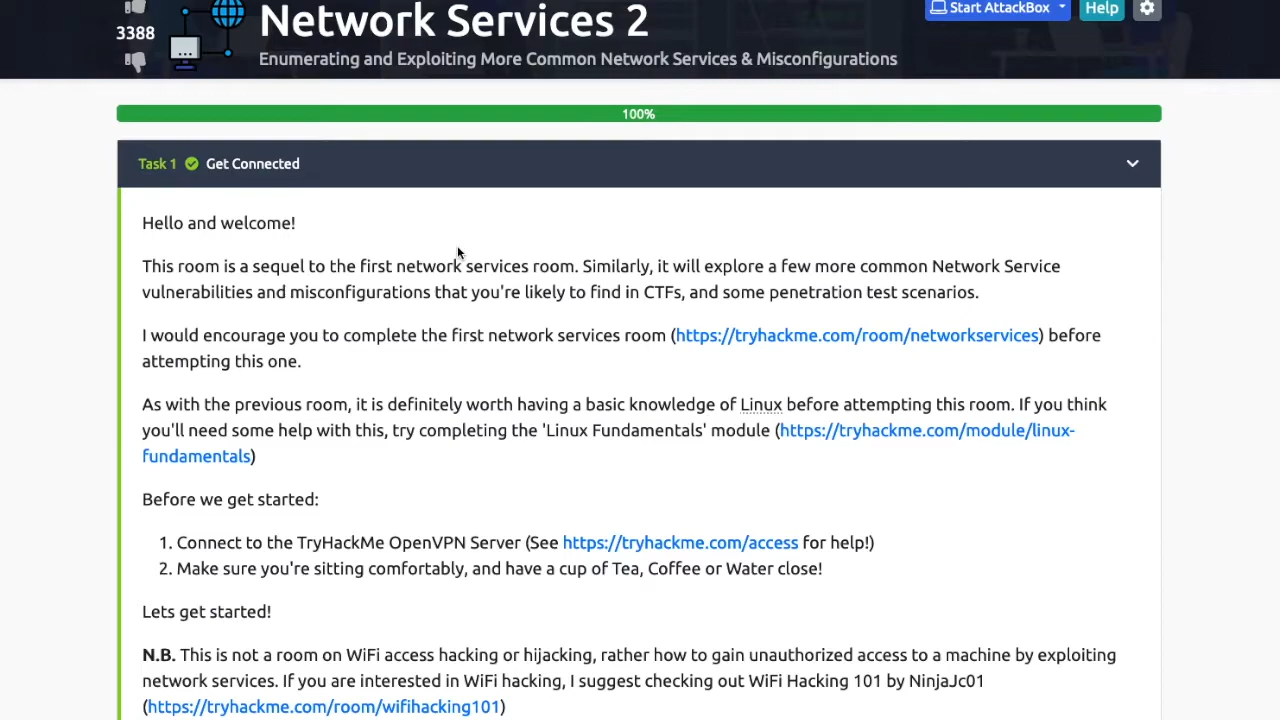 Network Services 2
Start AttackBox
Help
3388
Enumerating and Exploiting More Common Network Services & Misconfigurations
100%
Task 1 Get Connected
Hello and welcome!
This room is a sequel to the first network services room. Similarly, it will explore a few more common Network Service
vulnerabilities and misconfigurations that you're likely to find in CTFs, and some penetration test scenarios.
I would encourage you to complete the first network services room (https://tryhackme.com/room/networkservices) before
attempting this one.
As with the previous room, it is definitely worth having a basic knowledge of Linux before attempting this room. If you think
you'll need some help with this, try completing the 'Linux Fundamentals' module (https://tryhackme.com/module/linux-
fundamentals)
Before we get started:
1. Connect to the TryHackMe OpenVPN Server (See https://tryhackme.com/access for help!)
2. Make sure you're sitting comfortably, and have a cup of Tea, Coffee or Water close!
Lets get started!
N.B. This is not a room on WiFi access hacking or hijacking, rather how to gain unauthorized access to a machine by exploiting
network services. If you are interested in WiFi hacking, I suggest checking out WiFi Hacking 101 by NinjaJc01
(https://tryhackme.com/room/wifihacking101)